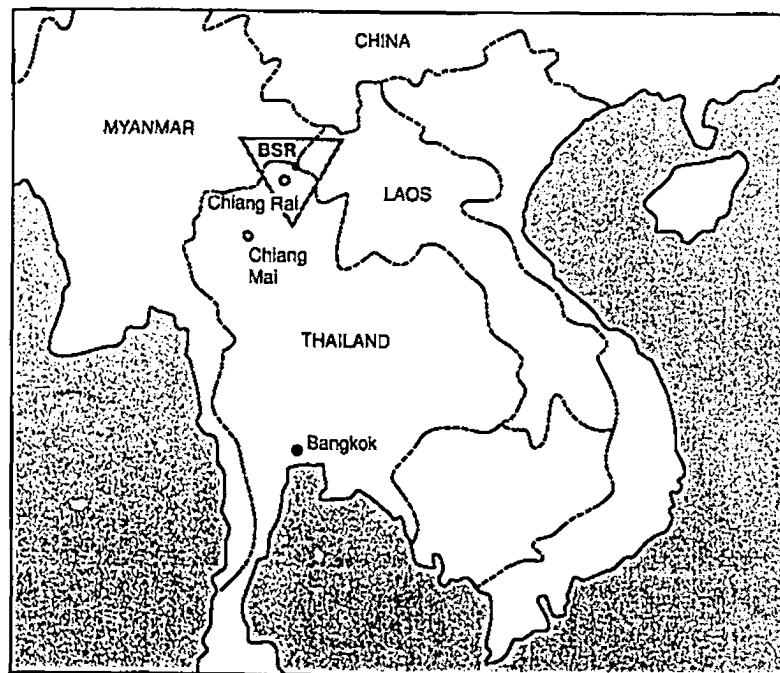 CHINA
MYANMAR
BSR
Chiang Rai
LAOS
Chiang
Mai
THAILAND
Bangkok